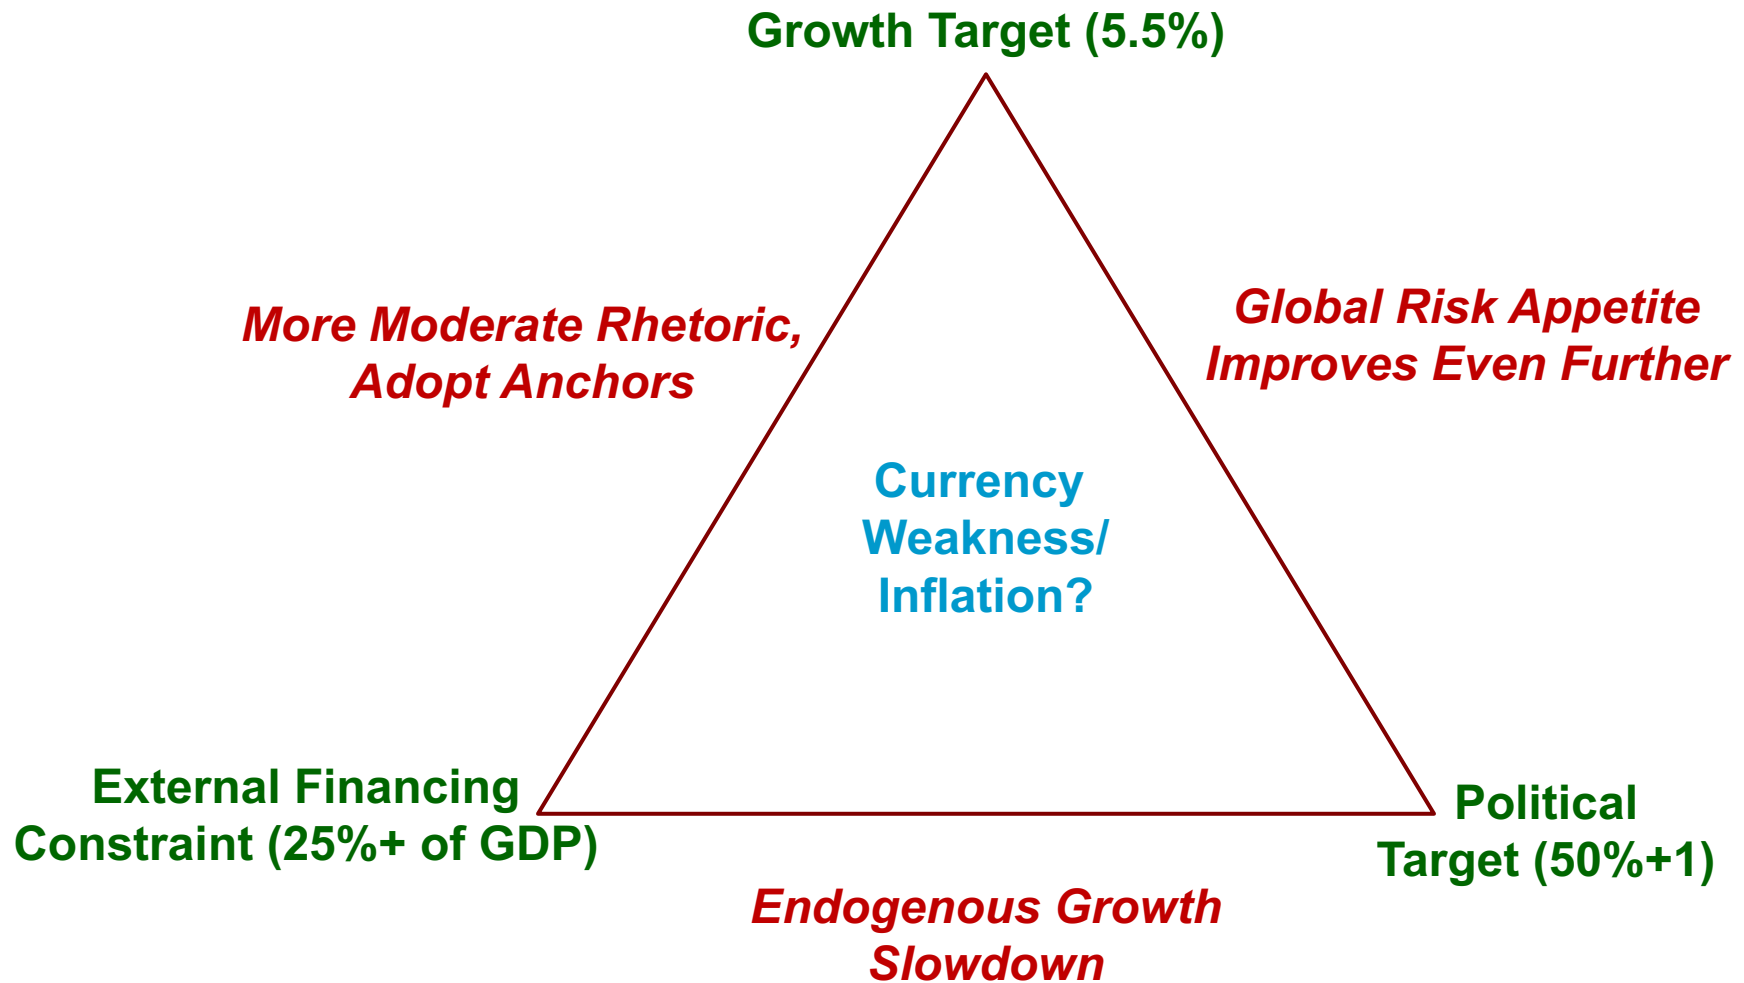 Growth Target (5.5%)
More Moderate Rhetoric,
Adopt Anchors
Global Risk Appetite
Improves Even Further
Currency
Weakness/
Inflation?
External Financing
Constraint (25%+ of GDP)
Political
Target (50%+1)
Endogenous Growth
Slowdown